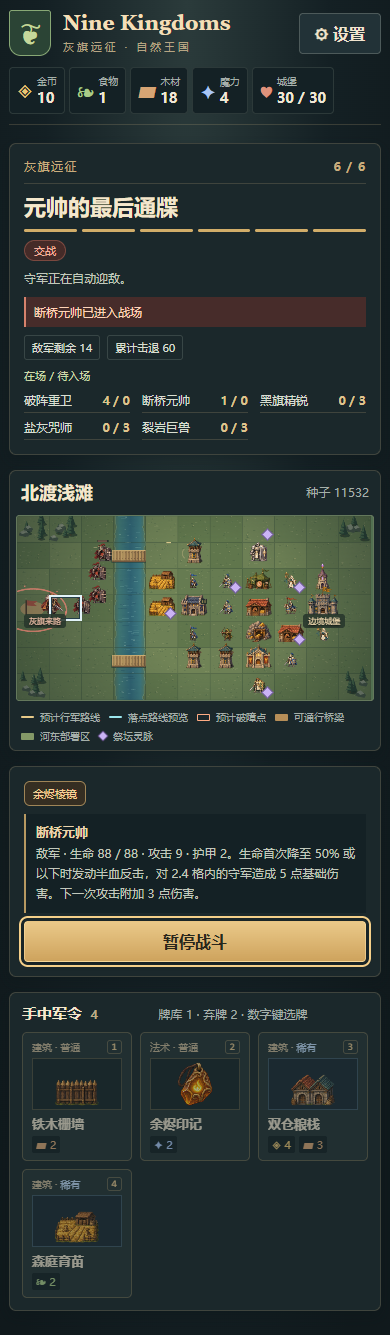 Nine Kingdoms
灰旗远征 · 自然王国
设置
金币 10
食物 1
木材 18
魔力 4
城堡 30 / 30
灰旗远征 6 / 6
元帅的最后通牒
交战
守军正在自动迎敌。
断桥元帅已进入战场
敌军剩余 14 累计击退 60
在场 / 待入场
破阵重卫 4 / 0 断桥元帅 1 / 0 黑旗精锐 0 / 3
盐灰咒师 0 / 3 裂岩巨兽 0 / 3
北渡浅滩 种子 11532
灰旗来路 边境城堡
预计行军路线 落点路线预览 预计破障点 可通行桥梁
河东部署区 祭坛灵脉
余烬棱镜
断桥元帅
敌军 · 生命 88 / 88 · 攻击 9 · 护甲 2。生命首次降至 50% 或
以下时发动半血反击，对 2.4 格内的守军造成 5 点基础伤
害。下一次攻击附加 3 点伤害。
暂停战斗
手中军令 4 牌库 1 · 弃牌 2 · 数字键选牌
建筑 · 普通 1
铁木栅墙
2
法术 · 普通 2
余烬印记
2
建筑 · 稀有 3
双仓粮栈
4 3
建筑 · 稀有 4
森庭育苗
2